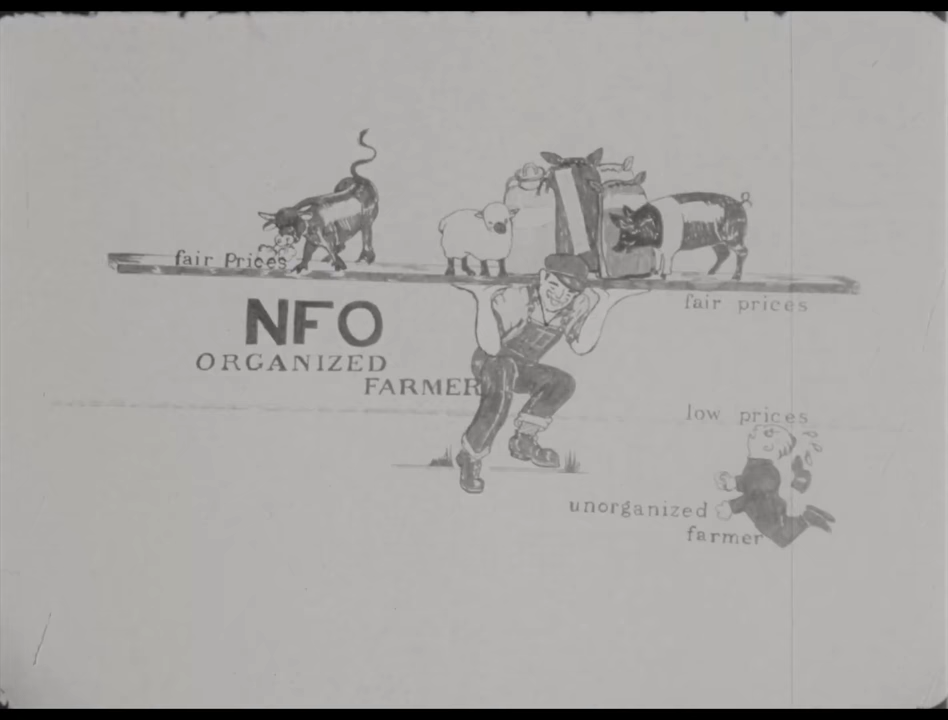 fair Prices
NFO
ORGANIZED
FARMER
fair prices
low prices
unorganized
farmer